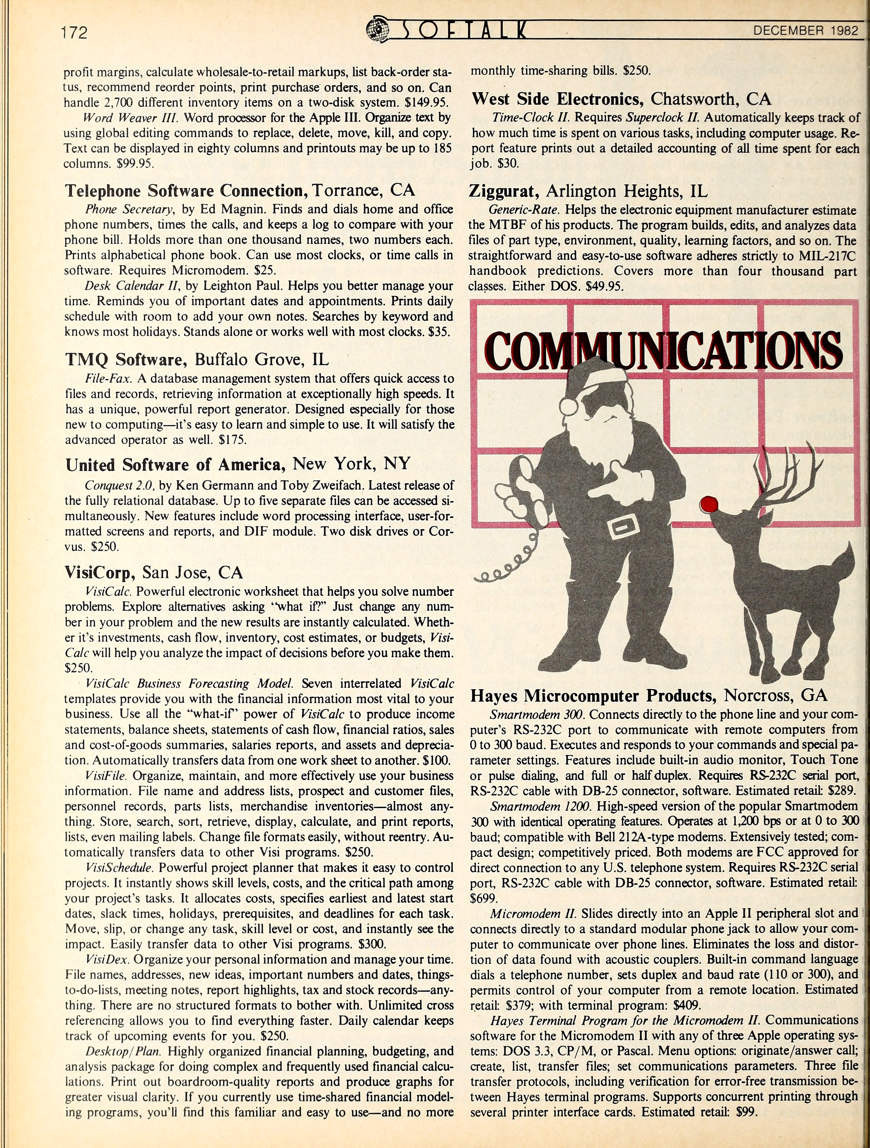 172
SOFTALK
DECEMBER 1982
profit margins, calculate wholesale-to-retail markups, list back-order sta-
tus, recommend reorder points, print purchase orders, and so on. Can
handle 2,700 different inventory items on a two-disk system. $149.95.
Word Weaver III. Word processor for the Apple III. Organize text by
using global editing commands to replace, delete, move, kill, and copy.
Text can be displayed in eighty columns and printouts may be up to 185
columns. $99.95.
Telephone Software Connection, Torrance, CA
Phone Secretary, by Ed Magnin. Finds and dials home and office
phone numbers, times the calls, and keeps a log to compare with your
phone bill. Holds more than one thousand names, two numbers each.
Prints alphabetical phone book. Can use most clocks, or time calls in
software. Requires Micromodem. $25.
Desk Calendar II, by Leighton Paul. Helps you better manage your
time. Reminds you of important dates and appointments. Prints daily
schedule with room to add your own notes. Searches by keyword and
knows most holidays. Stands alone or works well with most clocks. $35.
TMQ Software, Buffalo Grove, IL
File-Fax. A database management system that offers quick access to
files and records, retrieving information at exceptionally high speeds. It
has a unique, powerful report generator. Designed especially for those
new to computing—it's easy to learn and simple to use. It will satisfy the
advanced operator as well. $175.
United Software of America, New York, NY
Conquest 2.0, by Ken Germann and Toby Zweifach. Latest release of
the fully relational database. Up to five separate files can be accessed si-
multaneously. New features include word processing interface, user-for-
matted screens and reports, and DIF module. Two disk drives or Cor-
vus. $250.
VisiCorp, San Jose, CA
VisiCalc. Powerful electronic worksheet that helps you solve number
problems. Explore alternatives asking "what if?" Just change any num-
ber in your problem and the new results are instantly calculated. Wheth-
er it's investments, cash flow, inventory, cost estimates, or budgets, Visi-
Calc will help you analyze the impact of decisions before you make them.
$250.
VisiCalc Business Forecasting Model. Seven interrelated VisiCalc
templates provide you with the financial information most vital to your
business. Use all the "what-if" power of VisiCalc to produce income
statements, balance sheets, statements of cash flow, financial ratios, sales
and cost-of-goods summaries, salaries reports, and assets and deprecia-
tion. Automatically transfers data from one work sheet to another. $100.
VisiFile. Organize, maintain, and more effectively use your business
information. File name and address lists, prospect and customer files,
personnel records, parts lists, merchandise inventories—almost any-
thing. Store, search, sort, retrieve, display, calculate, and print reports,
lists, even mailing labels. Change file formats easily, without reentry. Au-
tomatically transfers data to other Visi programs. $250.
VisiSchedule. Powerful project planner that makes it easy to control
projects. It instantly shows skill levels, costs, and the critical path among
your project's tasks. It allocates costs, specifies earliest and latest start
dates, slack times, holidays, prerequisites, and deadlines for each task.
Move, slip, or change any task, skill level or cost, and instantly see the
impact. Easily transfer data to other Visi programs. $300.
VisiDex. Organize your personal information and manage your time.
File names, addresses, new ideas, important numbers and dates, things-
to-do-lists, meeting notes, report highlights, tax and stock records—any-
thing. There are no structured formats to bother with. Unlimited cross
referencing allows you to find everything faster. Daily calendar keeps
track of upcoming events for you. $250.
Desktop/Plan. Highly organized financial planning, budgeting, and
analysis package for doing complex and frequently used financial calcu-
lations. Print out boardroom-quality reports and produce graphs for
greater visual clarity. If you currently use time-shared financial model-
ing programs, you'll find this familiar and easy to use—and no more
monthly time-sharing bills. $250.
West Side Electronics, Chatsworth, CA
Time-Clock II. Requires Superclock II. Automatically keeps track of
how much time is spent on various tasks, including computer usage. Re-
port feature prints out a detailed accounting of all time spent for each
job. $30.
Ziggurat, Arlington Heights, IL
Generic-Rate. Helps the electronic equipment manufacturer estimate
the MTBF of his products. The program builds, edits, and analyzes data
files of part type, environment, quality, learning factors, and so on. The
straightforward and easy-to-use software adheres strictly to MIL-217C
handbook predictions. Covers more than four thousand part
classes. Either DOS. $49.95.
COMMUNICATIONS
Hayes Microcomputer Products, Norcross, GA
Smartmodem 300. Connects directly to the phone line and your com-
puter's RS-232C port to communicate with remote computers from
0 to 300 baud. Executes and responds to your commands and special pa-
rameter settings. Features include built-in audio monitor, Touch Tone
or pulse dialing, and full or half duplex. Requires RS-232C serial port,
RS-232C cable with DB-25 connector, software. Estimated retail: $289.
Smartmodem 1200. High-speed version of the popular Smartmodem
300 with identical operating features. Operates at 1,200 bps or at 0 to 300
baud; compatible with Bell 212A-type modems. Extensively tested; com-
pact design; competitively priced. Both modems are FCC approved for
direct connection to any U.S. telephone system. Requires RS-232C serial
port, RS-232C cable with DB-25 connector, software. Estimated retail:
$699.
Micromodem II. Slides directly into an Apple II peripheral slot and
connects directly to a standard modular phone jack to allow your com-
puter to communicate over phone lines. Eliminates the loss and distor-
tion of data found with acoustic couplers. Built-in command language
dials a telephone number, sets duplex and baud rate (110 or 300), and
permits control of your computer from a remote location. Estimated
retail: $379; with terminal program: $409.
Hayes Terminal Program for the Micromodem II. Communications
software for the Micromodem II with any of three Apple operating sys-
tems: DOS 3.3, CP/M, or Pascal. Menu options: originate/answer call;
create, list, transfer files; set communications parameters. Three file
transfer protocols, including verification for error-free transmission be-
tween Hayes terminal programs. Supports concurrent printing through
several printer interface cards. Estimated retail: $99.